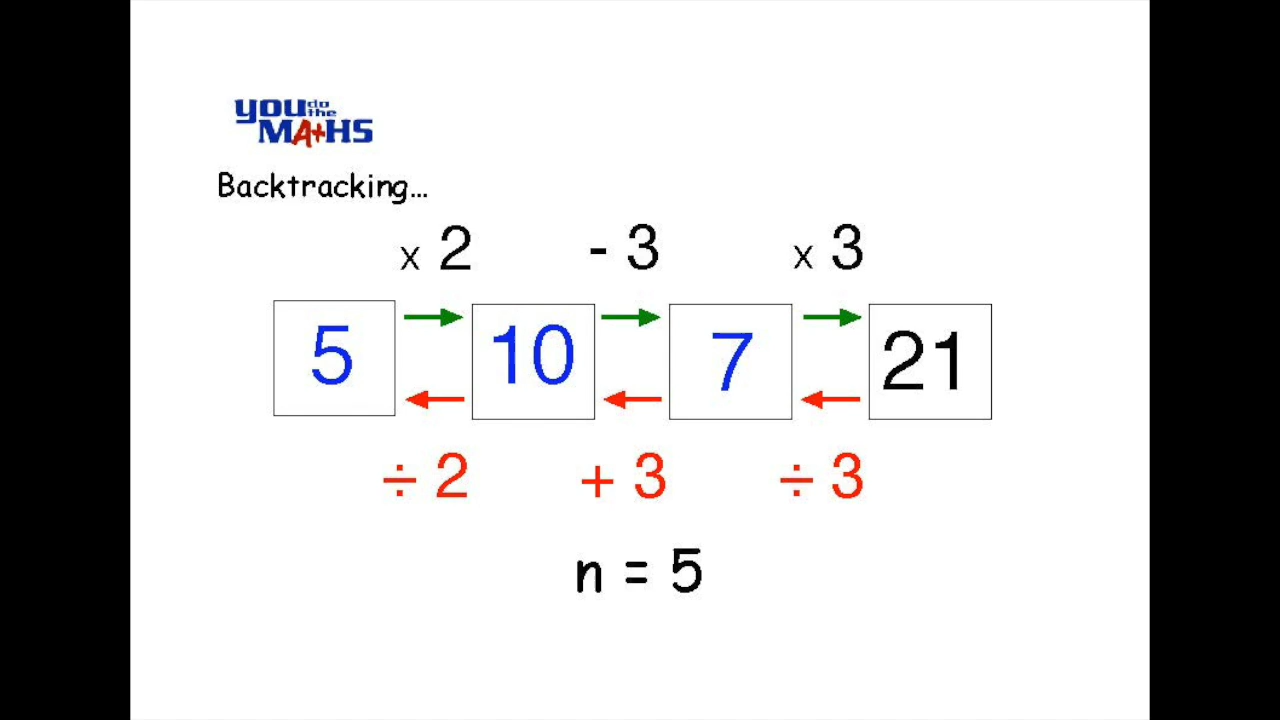 you do the
MA+HS
Backtracking...
x 2 - 3 x 3
5 10 7 21
÷ 2 + 3 ÷ 3
n = 5